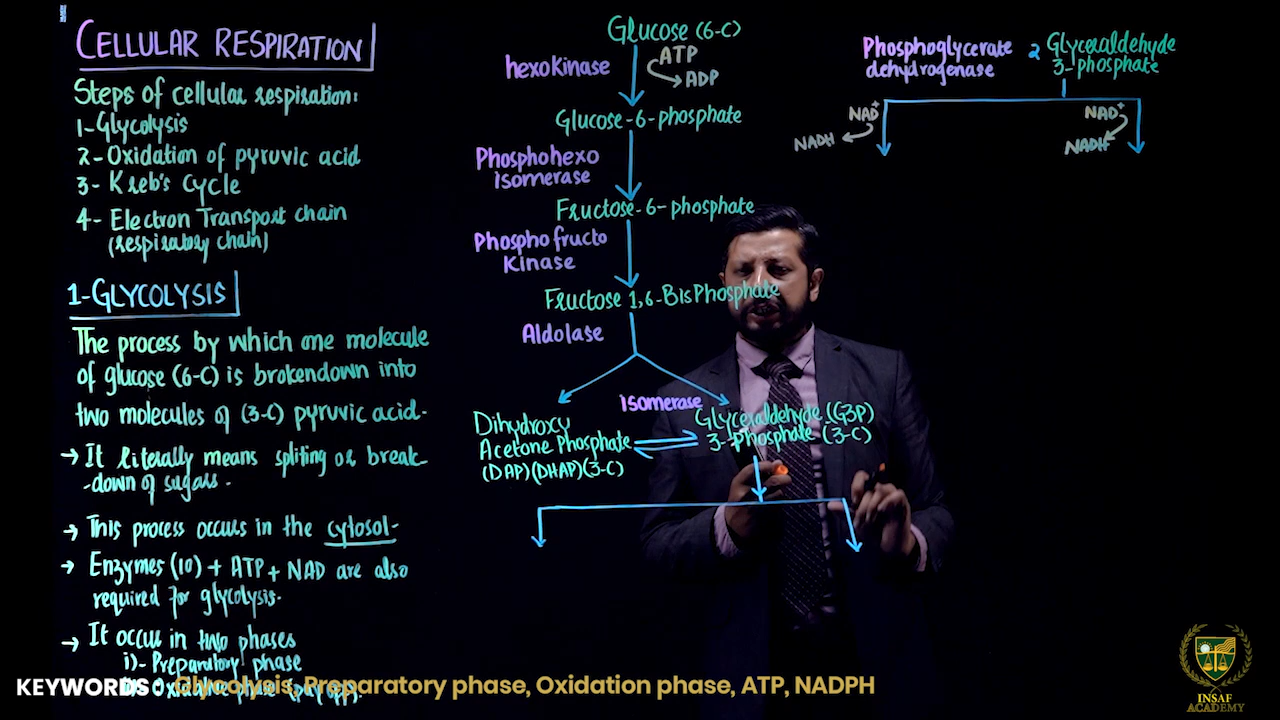 CELLULAR RESPIRATION
Steps of cellular respiration:
1-Glycolysis
2-Oxidation of pyruvic acid
3- Kreb's Cycle
4- Electron Transport chain
(respiratory chain)
1-GLYCOLYSIS
The process by which one molecule
of glucose (6-C) is brokendown into
two molecules of (3-C) pyruvic acid-
→ It literally means spliting or break
-down of sugars.
→ This process occurs in the cytosol-
→ Enzymes (10) + ATP + NAD are also
required for glycolysis-
→ It occur in two phases
i)- Preparatory phase
Glucose (6-C)
hexoKinase
ATP
ADP
Glucose-6-phosphate
Phosphohexo
isomerase
Fructose-6-phosphate
Phosphofructo
Kinase
Fructose 1,6-BisPhosphate
Aldolase
isomerase
Dihydroxy
Acetone Phosphate
(DAP)(DHAP)(3-C)
Glyceraldehyde (G3P)
3-phosphate (3-C)
Phosphoglycerate
dehydrogenase
2 Glyceraldehyde
3-phosphate
NAD+
NADH
NAD+
NADH
KEYWORDS: Glycolysis, Preparatory phase, Oxidation phase, ATP, NADPH
INSAF
ACADEMY